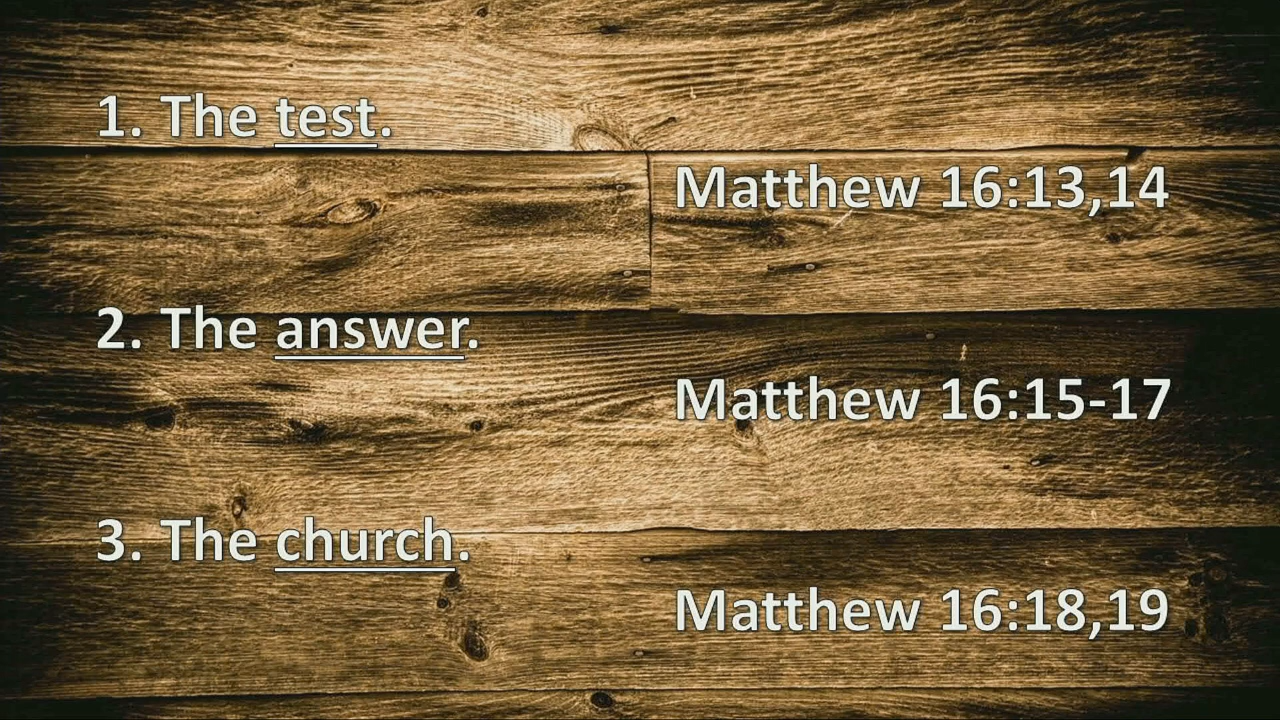 1. The test.
Matthew 16:13,14
2. The answer.
Matthew 16:15-17
3. The church.
Matthew 16:18,19